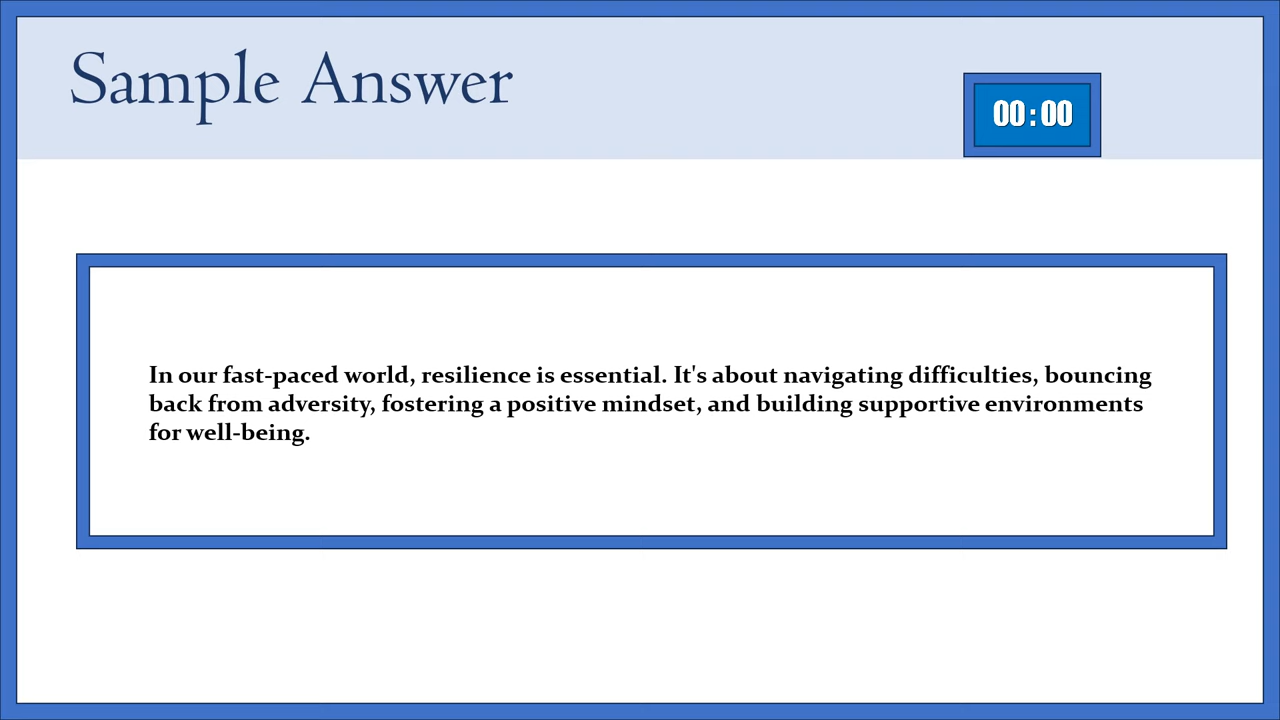 Sample Answer
00:00
In our fast-paced world, resilience is essential. It's about navigating difficulties, bouncing
back from adversity, fostering a positive mindset, and building supportive environments
for well-being.